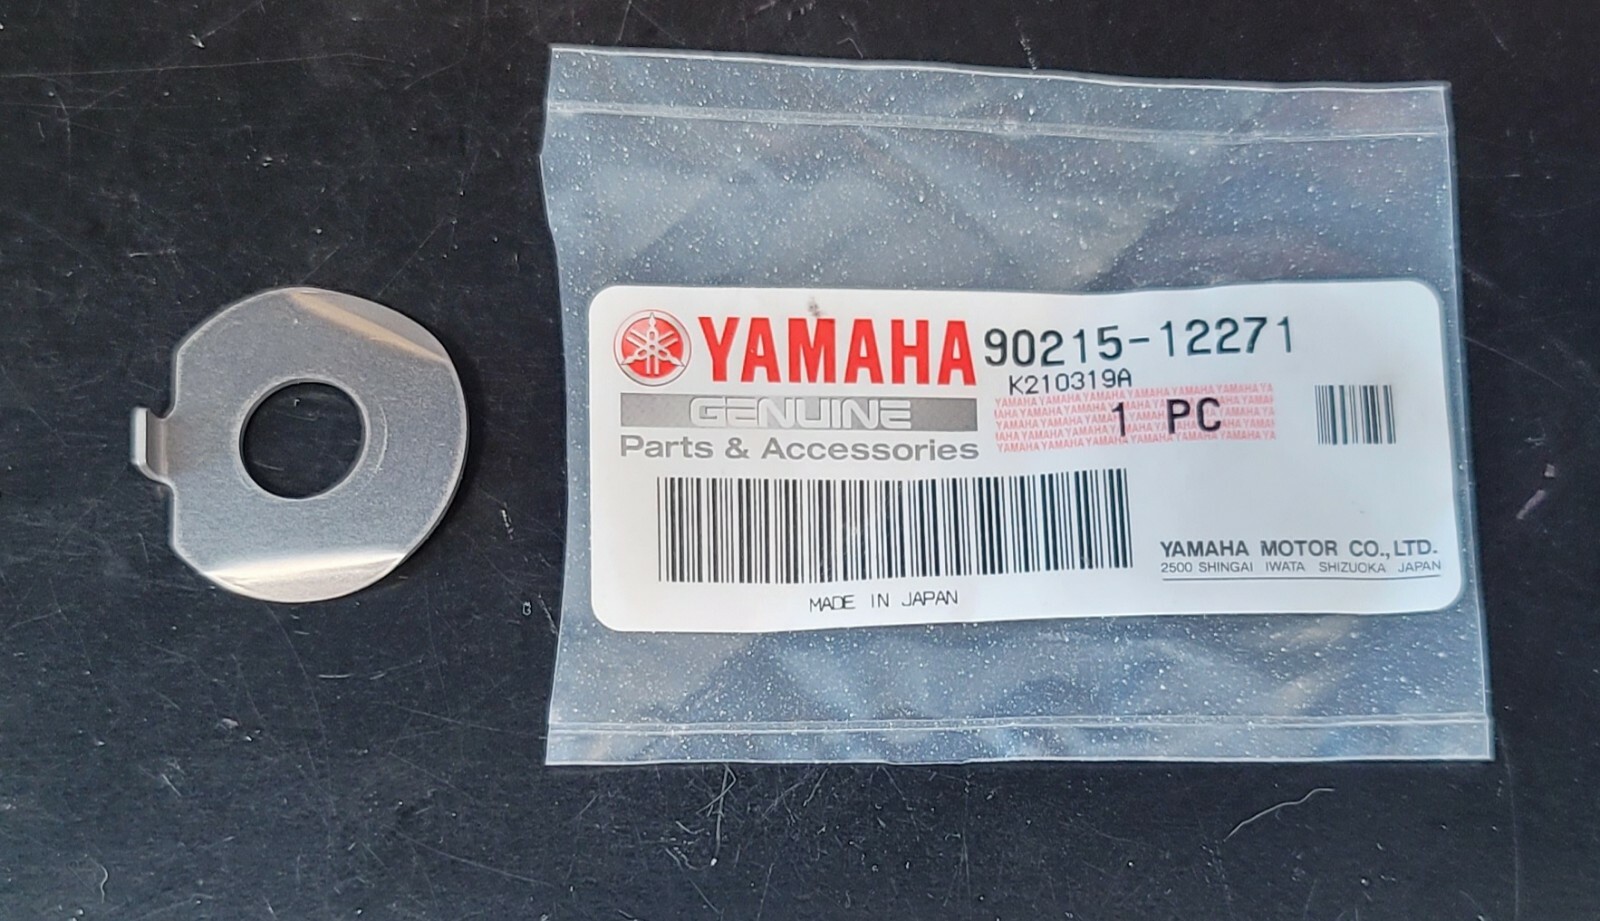 YAMAHA 90215-12271
K210319A
GENUINE
1 PC
Parts & Accessories
YAMAHA MOTOR CO., LTD.
2500 SHINGAI IWATA SHIZUOKA JAPAN
MADE IN JAPAN